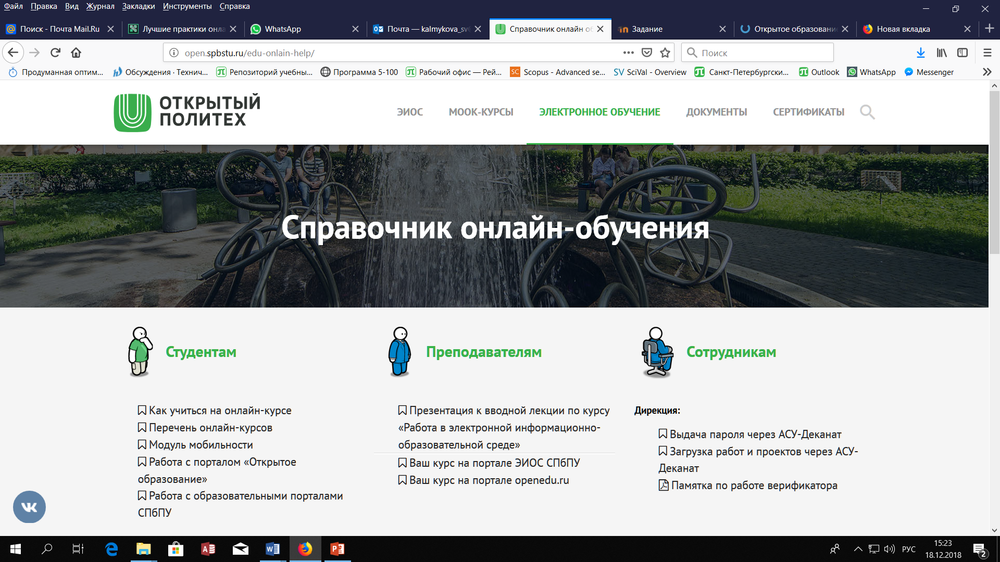 Файл Правка Вид Журнал Закладки Инструменты Справка
Поиск - Почта Mail.Ru
Лучшие практики онла
WhatsApp
Почта — kalmykova_sv
Справочник онлайн об
Задание
Открытое образование
Новая вкладка
open.spbstu.ru/edu-onlain-help/
Поиск
Продуманная оптим...
Обсуждения · Технич...
Репозиторий учебны...
Программа 5-100
Рабочий офис — Рей...
SC Scopus - Advanced se...
SV SciVal - Overview
Санкт-Петербургски...
Outlook
WhatsApp
Messenger
ОТКРЫТЫЙ
ПОЛИТЕХ
ЭИОС МООК-КУРСЫ ЭЛЕКТРОННОЕ ОБУЧЕНИЕ ДОКУМЕНТЫ СЕРТИФИКАТЫ
Справочник онлайн-обучения
Студентам
Как учиться на онлайн-курсе
Перечень онлайн-курсов
Модуль мобильности
Работа с порталом «Открытое
образование»
Работа с образовательными порталами
СПбПУ
Преподавателям
Презентация к вводной лекции по курсу
«Работа в электронной информационно-
образовательной среде»
Ваш курс на портале ЭИОС СПбПУ
Ваш курс на портале openedu.ru
Сотрудникам
Дирекция:
Выдача пароля через АСУ-Деканат
Загрузка работ и проектов через АСУ-
Деканат
Памятка по работе верификатора
РУС
15:23
18.12.2018
2